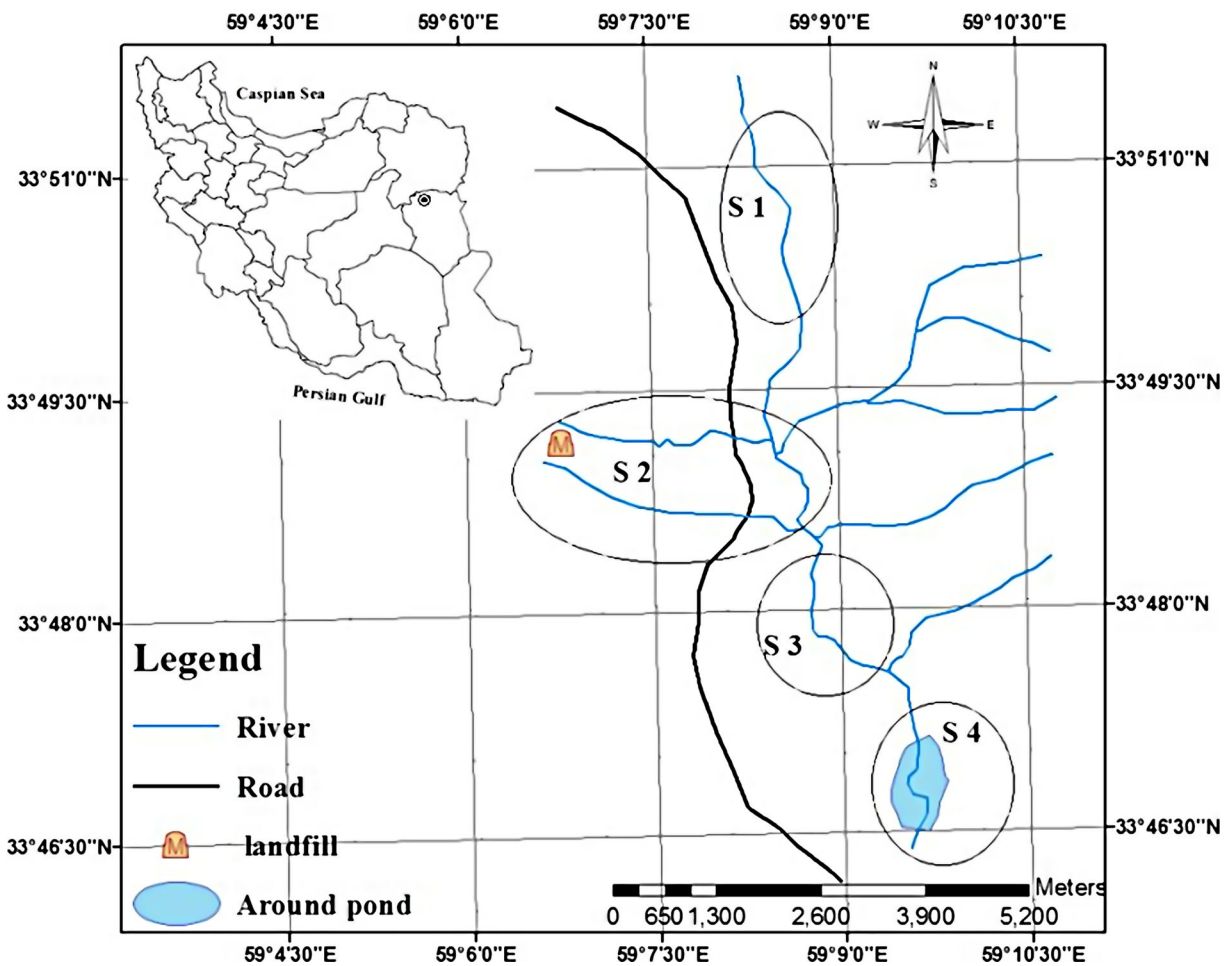 59°4'30"E 59°6'0"E 59°7'30"E 59°9'0"E 59°10'30"E
Caspian Sea
N
W E
S
33°51'0"N 33°51'0"N
S 1
Persian Gulf
33°49'30"N 33°49'30"N
M
S 2
33°48'0"N 33°48'0"N
S 3
Legend
River
S 4
Road
33°46'30"N 33°46'30"N
M landfill
Around pond
Meters
0 650 1,300 2,600 3,900 5,200
59°4'30"E 59°6'0"E 59°7'30"E 59°9'0"E 59°10'30"E